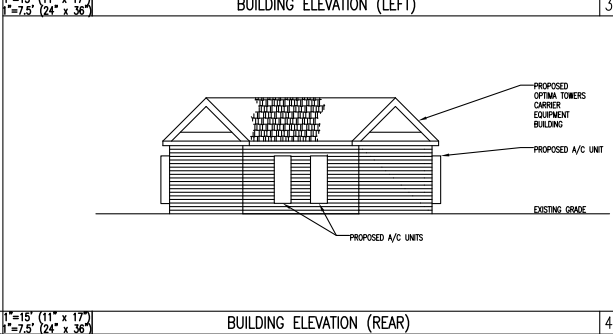 1"=15' (11" x 17")
1"=7.5' (24" x 36")
BUILDING ELEVATION (LEFT)
3
PROPOSED
OPTIMA TOWERS
CARRIER
EQUIPMENT
BUILDING
PROPOSED A/C UNIT
EXISTING GRADE
PROPOSED A/C UNITS
1"=15' (11" x 17")
1"=7.5' (24" x 36")
BUILDING ELEVATION (REAR)
4